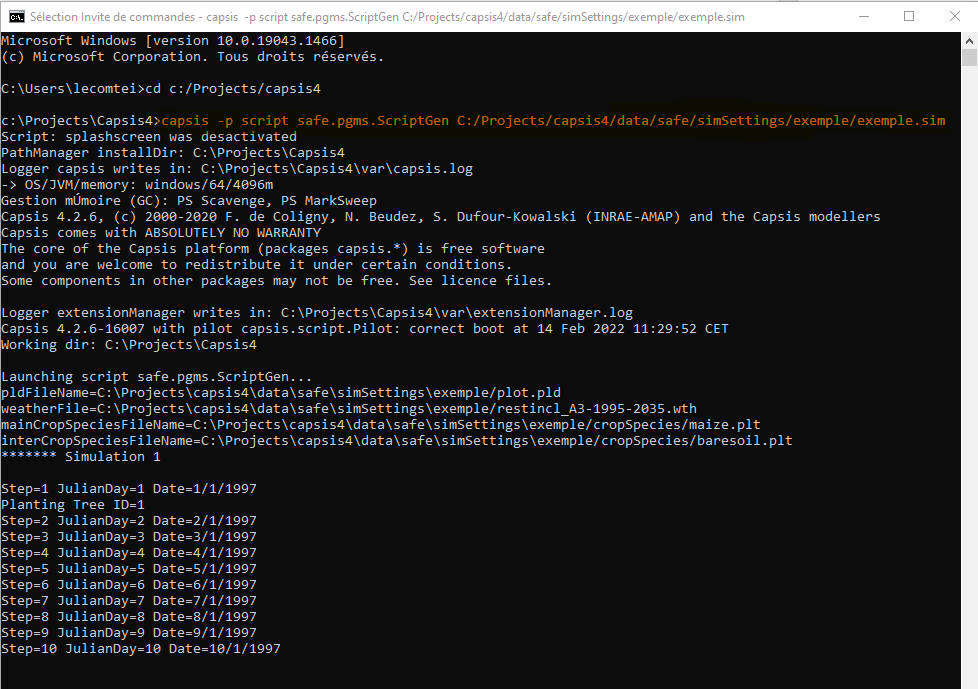 Sélection Invite de commandes - capsis -p script safe.pgms.ScriptGen C:/Projects/capsis4/data/safe/simSettings/exemple/exemple.sim
Microsoft Windows [version 10.0.19043.1466]
(c) Microsoft Corporation. Tous droits réservés.
C:\Users\lecomtei>cd c:/Projects/capsis4
c:\Projects\Capsis4>capsis -p script safe.pgms.ScriptGen C:/Projects/capsis4/data/safe/simSettings/exemple/exemple.sim
Script: splashscreen was desactivated
PathManager installDir: C:\Projects\Capsis4
Logger capsis writes in: C:\Projects\Capsis4\var\capsis.log
-> OS/JVM/memory: windows/64/4096m
Gestion mÚmoire (GC): PS Scavenge, PS MarkSweep
Capsis 4.2.6, (c) 2000-2020 F. de Coligny, N. Beudez, S. Dufour-Kowalski (INRAE-AMAP) and the Capsis modellers
Capsis comes with ABSOLUTELY NO WARRANTY
The core of the Capsis platform (packages capsis.*) is free software
and you are welcome to redistribute it under certain conditions.
Some components in other packages may not be free. See licence files.
Logger extensionManager writes in: C:\Projects\Capsis4\var\extensionManager.log
Capsis 4.2.6-16007 with pilot capsis.script.Pilot: correct boot at 14 Feb 2022 11:29:52 CET
Working dir: C:\Projects\Capsis4
Launching script safe.pgms.ScriptGen...
pldFileName=C:\Projects\capsis4\data\safe\simSettings\exemple/plot.pld
weatherFile=C:\Projects\capsis4\data\safe\simSettings\exemple/restincl_A3-1995-2035.wth
mainCropSpeciesFileName=C:\Projects\capsis4\data\safe\simSettings\exemple/cropSpecies/maize.plt
interCropSpeciesFileName=C:\Projects\capsis4\data\safe\simSettings\exemple/cropSpecies/baresoil.plt
******* Simulation 1
Step=1 JulianDay=1 Date=1/1/1997
Planting Tree ID=1
Step=2 JulianDay=2 Date=2/1/1997
Step=3 JulianDay=3 Date=3/1/1997
Step=4 JulianDay=4 Date=4/1/1997
Step=5 JulianDay=5 Date=5/1/1997
Step=6 JulianDay=6 Date=6/1/1997
Step=7 JulianDay=7 Date=7/1/1997
Step=8 JulianDay=8 Date=8/1/1997
Step=9 JulianDay=9 Date=9/1/1997
Step=10 JulianDay=10 Date=10/1/1997